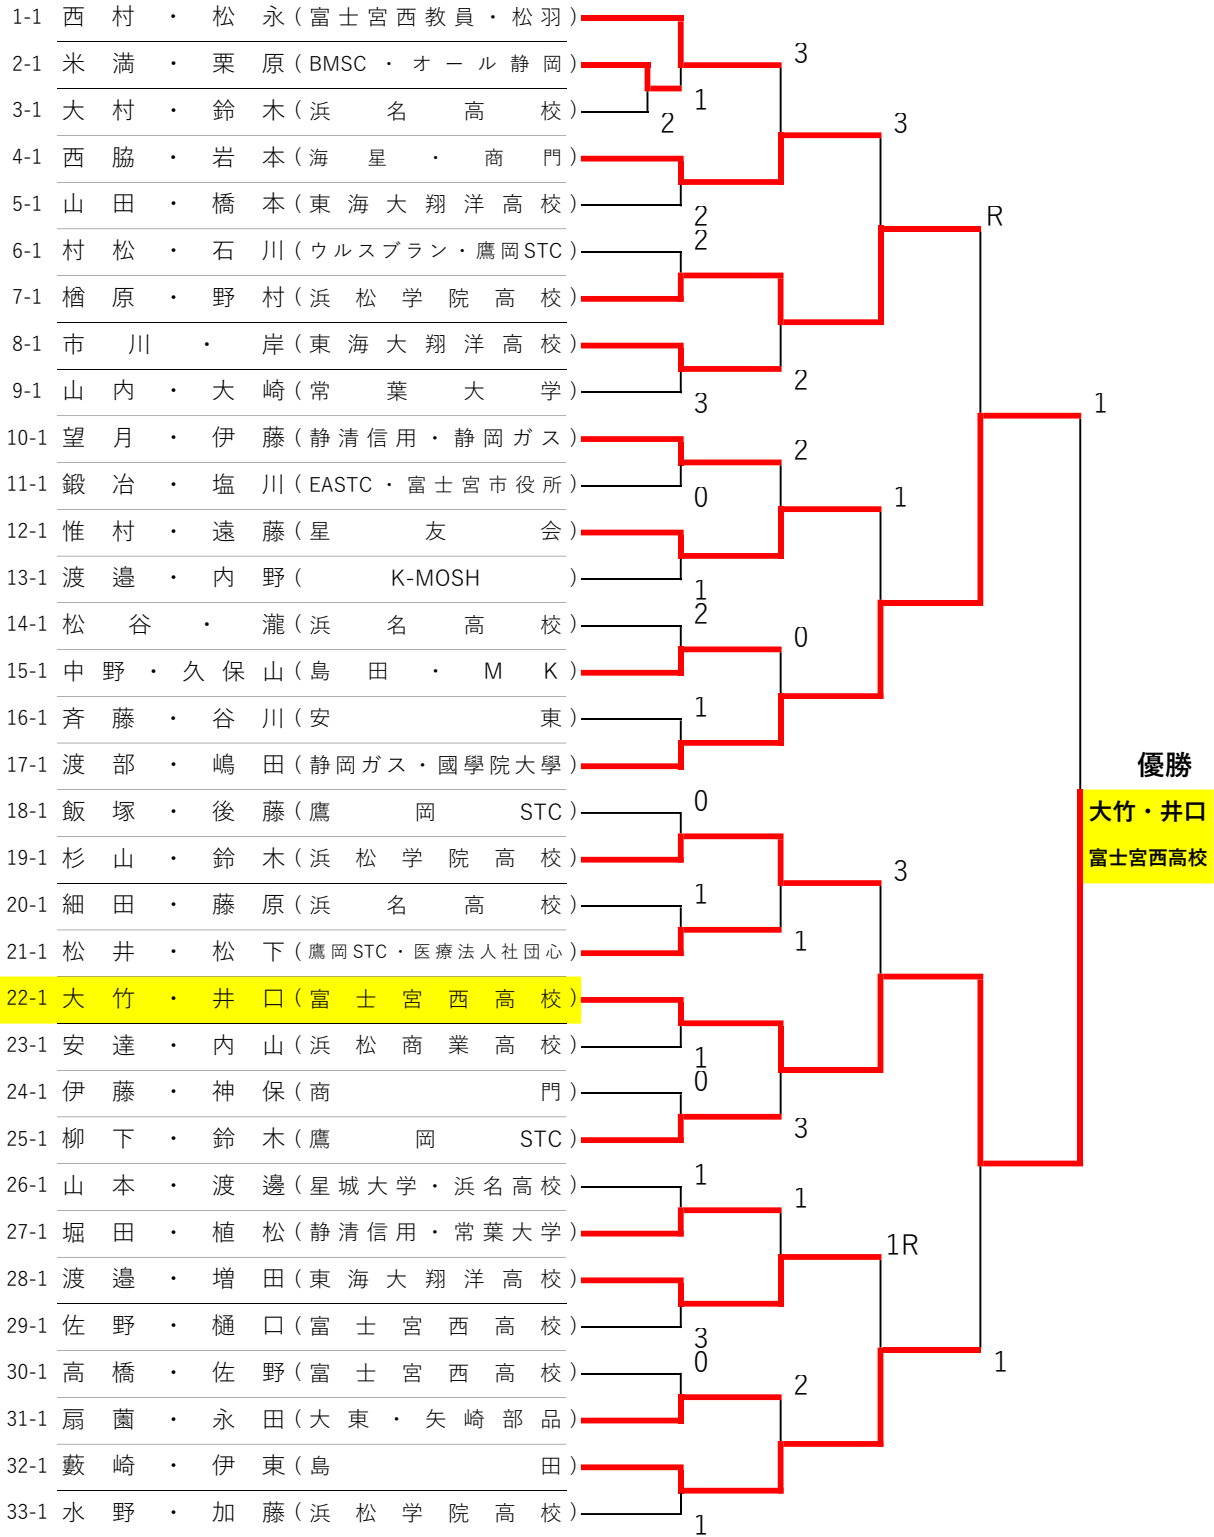 1-1 西村・松永(富士宮西教員・松羽)
3
2-1 米満・栗原(BMSC・オール静岡)
1
3-1 大村・鈴木(浜名高校)
2
3
4-1 西脇・岩本(海星・商門)
5-1 山田・橋本(東海大翔洋高校)
2
R
6-1 村松・石川(ウルスブラン・鷹岡STC)
2
7-1 楢原・野村(浜松学院高校)
8-1 市川・岸(東海大翔洋高校)
2
9-1 山内・大崎(常葉大学)
3
1
10-1 望月・伊藤(静清信用・静岡ガス)
2
11-1 鍛冶・塩川(EASTC・富士宮市役所)
0
1
12-1 惟村・遠藤(星友会)
13-1 渡邉・内野(K-MOSH)
1
14-1 松谷・瀧(浜名高校)
2
0
15-1 中野・久保山(島田・MK)
16-1 斉藤・谷川(安東)
1
17-1 渡部・嶋田(静岡ガス・國學院大學)
優勝
18-1 飯塚・後藤(鷹岡STC)
0
大竹・井口
19-1 杉山・鈴木(浜松学院高校)
3
富士宮西高校
20-1 細田・藤原(浜名高校)
1
21-1 松井・松下(鷹岡STC・医療法人社団心)
1
22-1 大竹・井口(富士宮西高校)
23-1 安達・内山(浜松商業高校)
1
24-1 伊藤・神保(商門)
0
25-1 柳下・鈴木(鷹岡STC)
3
26-1 山本・渡邊(星城大学・浜名高校)
1
1
27-1 堀田・植松(静清信用・常葉大学)
1R
28-1 渡邉・増田(東海大翔洋高校)
29-1 佐野・樋口(富士宮西高校)
3
30-1 高橋・佐野(富士宮西高校)
0
2
1
31-1 扇薗・永田(大東・矢崎部品)
32-1 藪崎・伊東(島田)
33-1 水野・加藤(浜松学院高校)
1